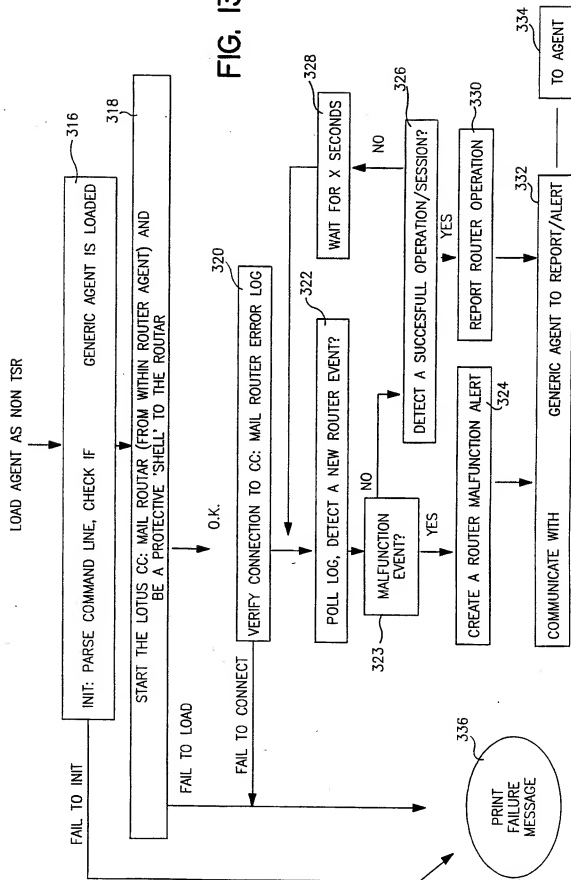 FIG. 13
LOAD AGENT AS NON TSR
316
INIT: PARSE COMMAND LINE, CHECK IF GENERIC AGENT IS LOADED
FAIL TO INIT
318
START THE LOTUS CC: MAIL ROUTAR (FROM WITHIN ROUTER AGENT) AND
BE A PROTECTIVE 'SHELL' TO THE ROUTAR
FAIL TO LOAD
O.K.
320
VERIFY CONNECTION TO CC: MAIL ROUTER ERROR LOG
FAIL TO CONNECT
328
WAIT FOR X SECONDS
322
POLL LOG, DETECT A NEW ROUTER EVENT?
NO
326
DETECT A SUCCESFULL OPERATION/SESSION?
NO
MALFUNCTION
EVENT?
323
YES
YES
330
REPORT ROUTER OPERATION
CREATE A ROUTER MALFUNCTION ALERT
324
332
COMMUNICATE WITH GENERIC AGENT TO REPORT/ALERT
334
TO AGENT
336
PRINT
FAILURE
MESSAGE